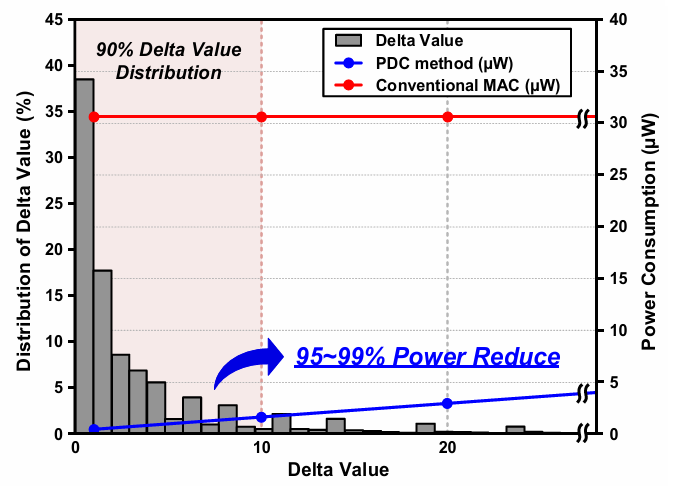 90% Delta Value
Distribution
Delta Value
PDC method (μW)
Conventional MAC (μW)
Distribution of Delta Value (%)
45
40
35
30
25
20
15
10
5
0
40
35
30
25
20
15
10
5
0
Power Consumption (μW)
95~99% Power Reduce
0
10
20
Delta Value